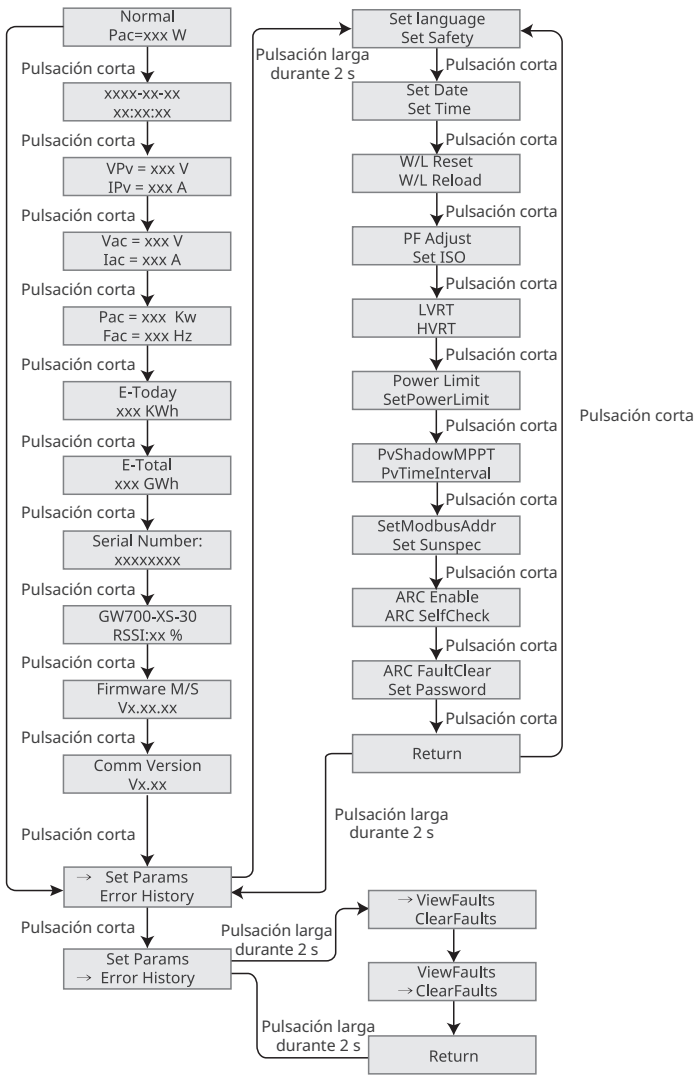 Normal
Pac=xxx W
Pulsación corta
xxxx-xx-xx
xx:xx:xx
Pulsación corta
VPv = xxx V
IPv = xxx A
Pulsación corta
Vac = xxx V
Iac = xxx A
Pulsación corta
Pac = xxx Kw
Fac = xxx Hz
Pulsación corta
E-Today
xxx KWh
Pulsación corta
E-Total
xxx GWh
Pulsación corta
Serial Number:
xxxxxxxx
Pulsación corta
GW700-XS-30
RSSI:xx %
Pulsación corta
Firmware M/S
Vx.xx.xx
Pulsación corta
Comm Version
Vx.xx
Pulsación corta
→ Set Params
Error History
Pulsación corta
Set Params
→ Error History
Pulsación larga
durante 2 s
Set language
Set Safety
Pulsación corta
Set Date
Set Time
Pulsación corta
W/L Reset
W/L Reload
Pulsación corta
PF Adjust
Set ISO
Pulsación corta
LVRT
HVRT
Pulsación corta
Power Limit
SetPowerLimit
Pulsación corta
PvShadowMPPT
PvTimeInterval
Pulsación corta
SetModbusAddr
Set Sunspec
Pulsación corta
ARC Enable
ARC SelfCheck
Pulsación corta
ARC FaultClear
Set Password
Pulsación corta
Return
Pulsación corta
Pulsación larga
durante 2 s
Pulsación larga
durante 2 s
→ ViewFaults
ClearFaults
ViewFaults
→ ClearFaults
Pulsación larga
durante 2 s
Return